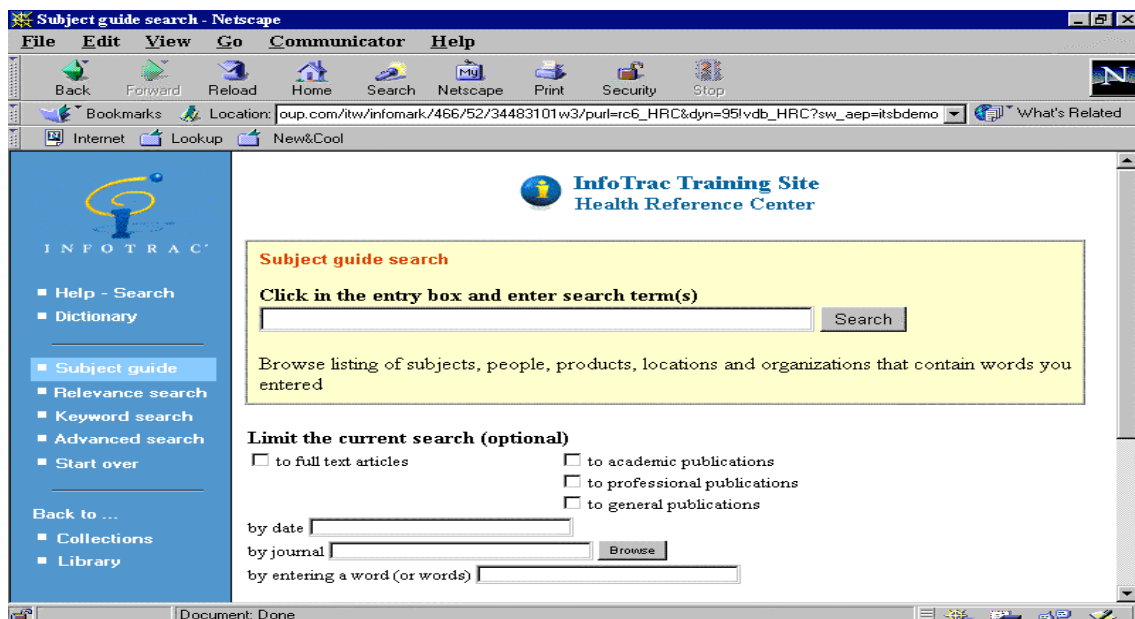 Subject guide search - Netscape
File Edit View Go Communicator Help
Back Forward Reload Home Search Netscape Print Security Stop
My
N
Bookmarks Location: oup.com/itw/infomark/466/52/34483101w3/purl=rc6_HRC&dyn=95!vdb_HRC?sw_aep=itsbdemo What's Related
Internet Lookup New&Cool
INFOTRAC
Help - Search
Dictionary
Subject guide
Relevance search
Keyword search
Advanced search
Start over
Back to ...
Collections
Library
InfoTrac Training Site
Health Reference Center
Subject guide search
Click in the entry box and enter search term(s)
Search
Browse listing of subjects, people, products, locations and organizations that contain words you
entered
Limit the current search (optional)
to full text articles
to academic publications
to professional publications
to general publications
by date
by journal Browse
by entering a word (or words)
Document: Done